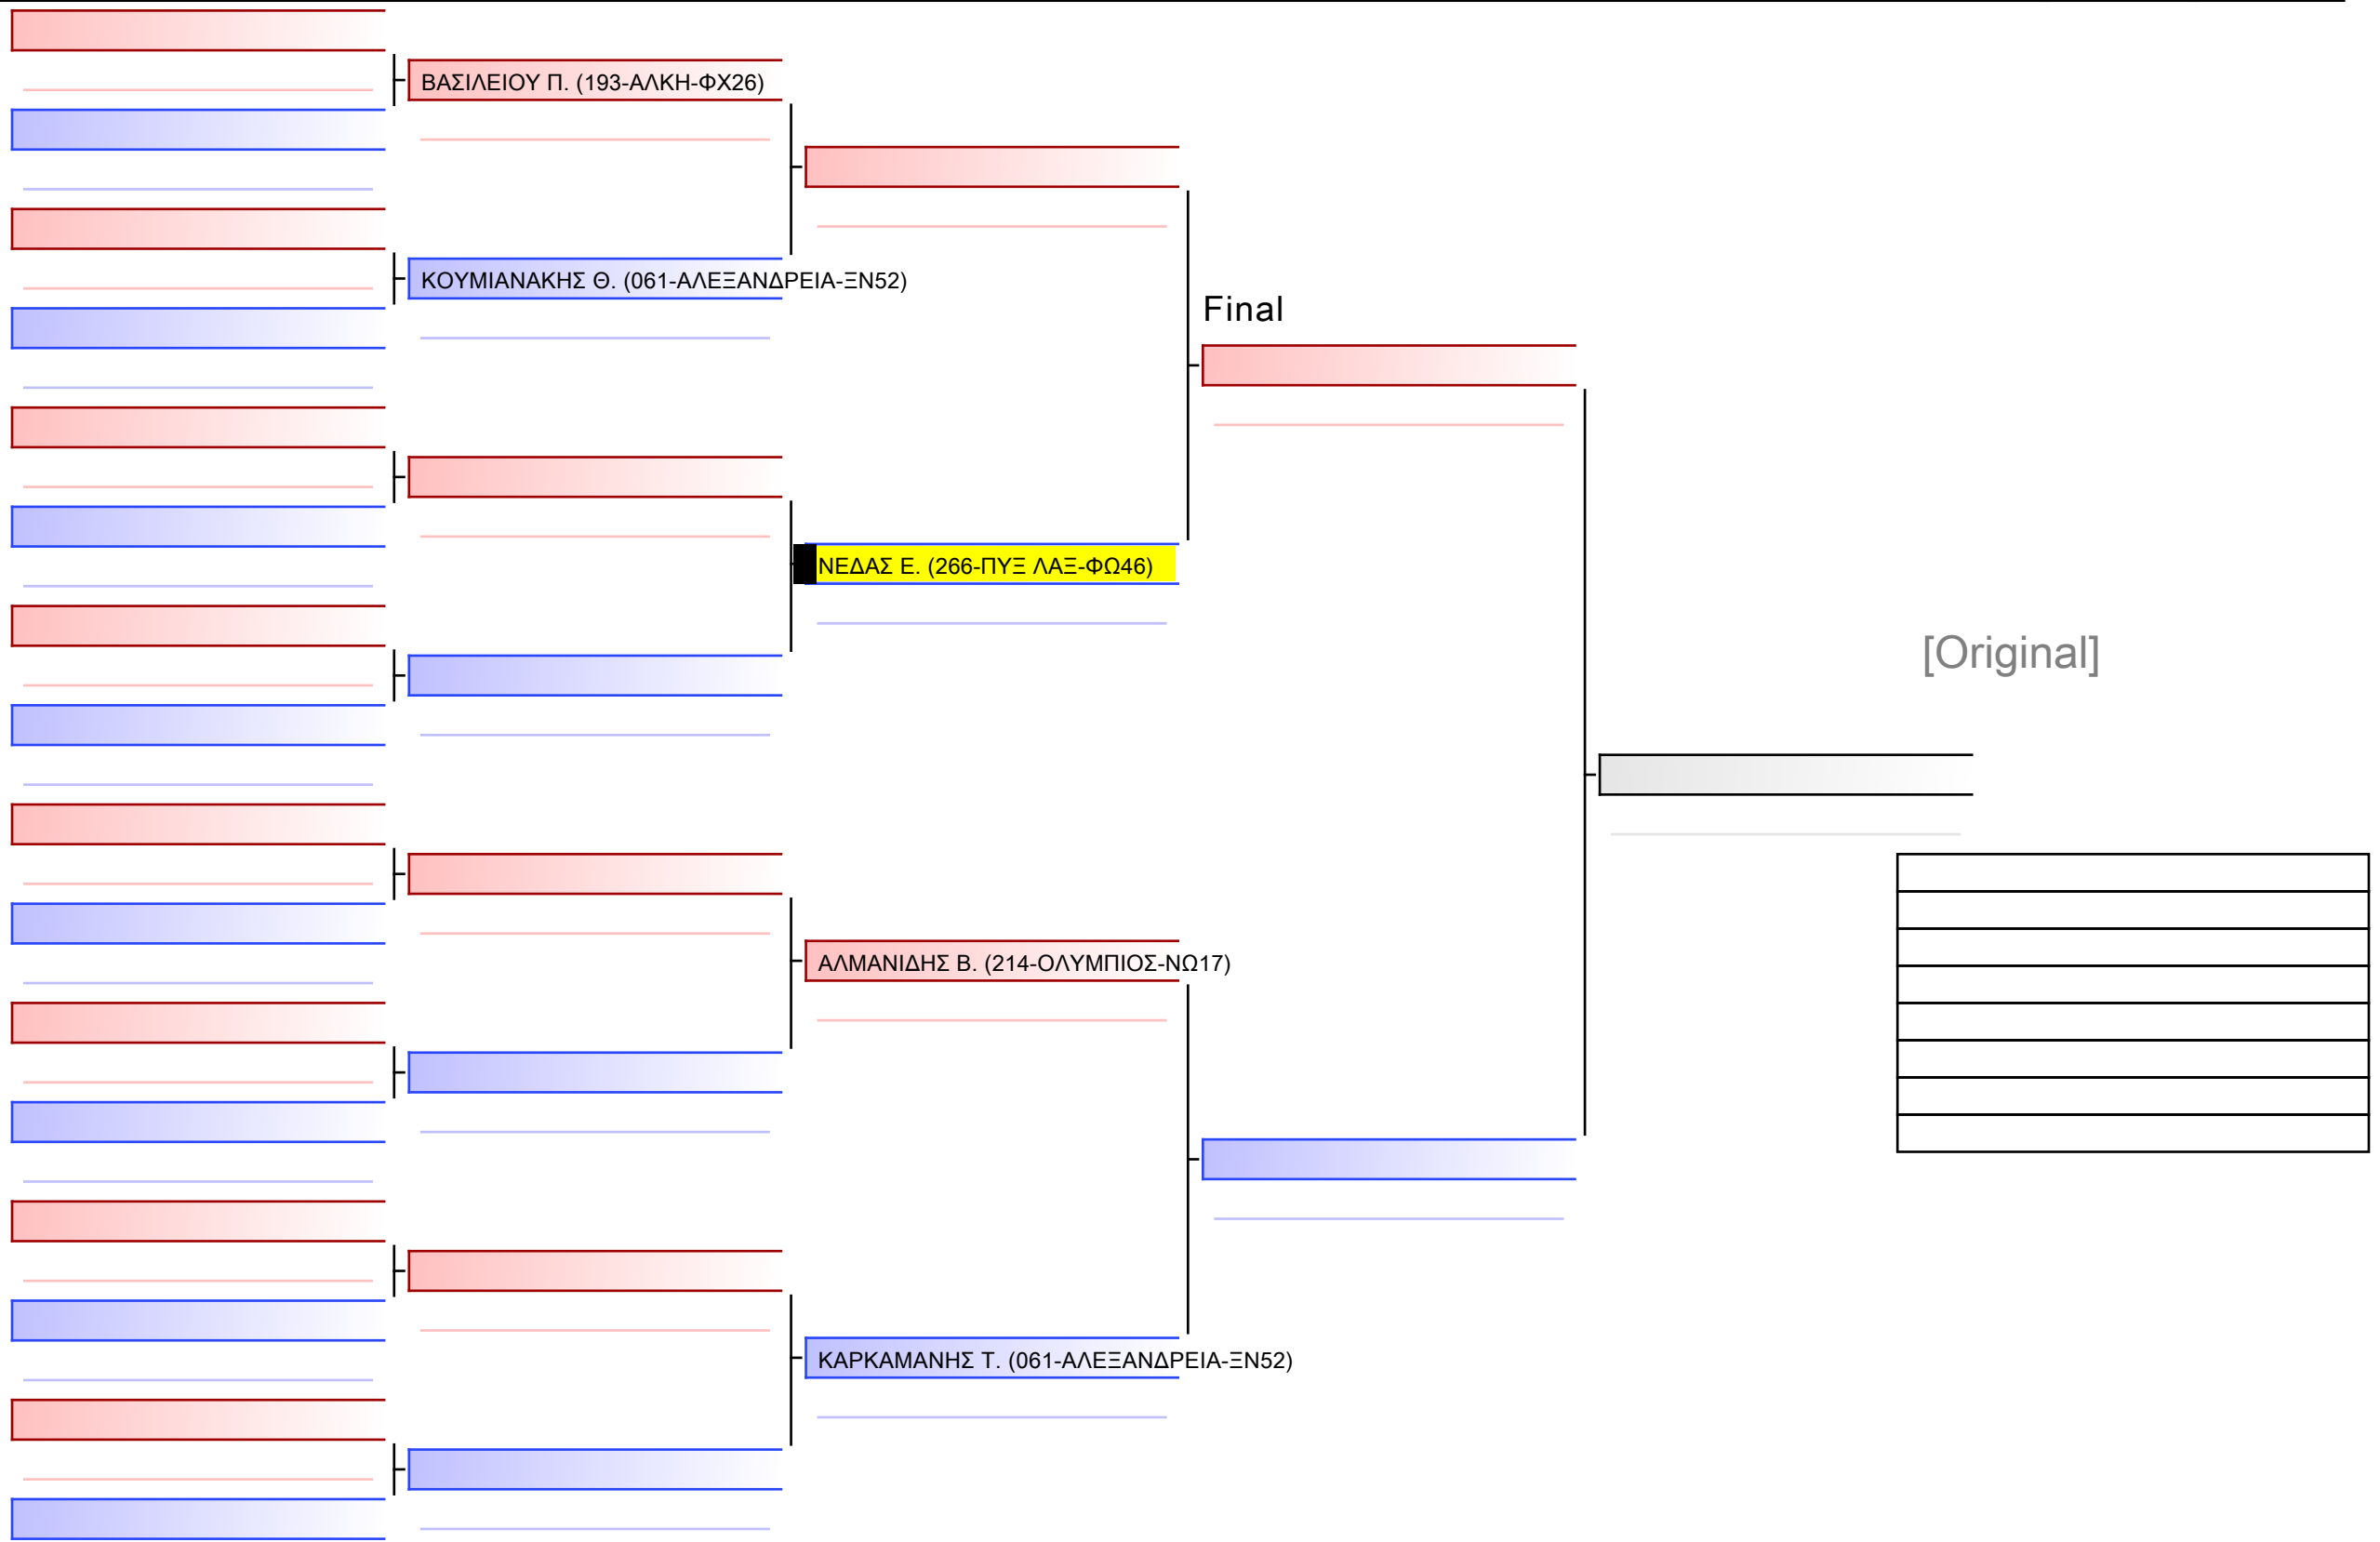 ΒΑΣΙΛΕΙΟΥ Π. (193-ΑΛΚΗ-ΦΧ26)
ΚΟΥΜΙΑΝΑΚΗΣ Θ. (061-ΑΛΕΞΑΝΔΡΕΙΑ-ΞΝ52)
Final
ΝΕΔΑΣ Ε. (266-ΠΥΞ ΛΑΞ-ΦΩ46)
[Original]
ΑΛΜΑΝΙΔΗΣ Β. (214-ΟΛΥΜΠΙΟΣ-ΝΩ17)
ΚΑΡΚΑΜΑΝΗΣ Τ. (061-ΑΛΕΞΑΝΔΡΕΙΑ-ΞΝ52)